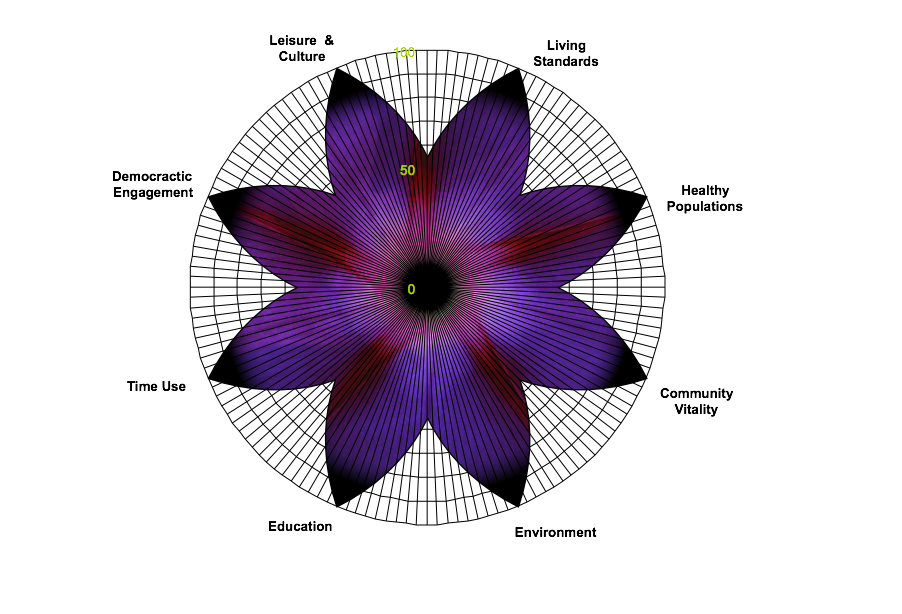 Leisure &
Culture
100
Living
Standards
50
Democractic
Engagement
Healthy
Populations
0
Time Use
Community
Vitality
Education
Environment